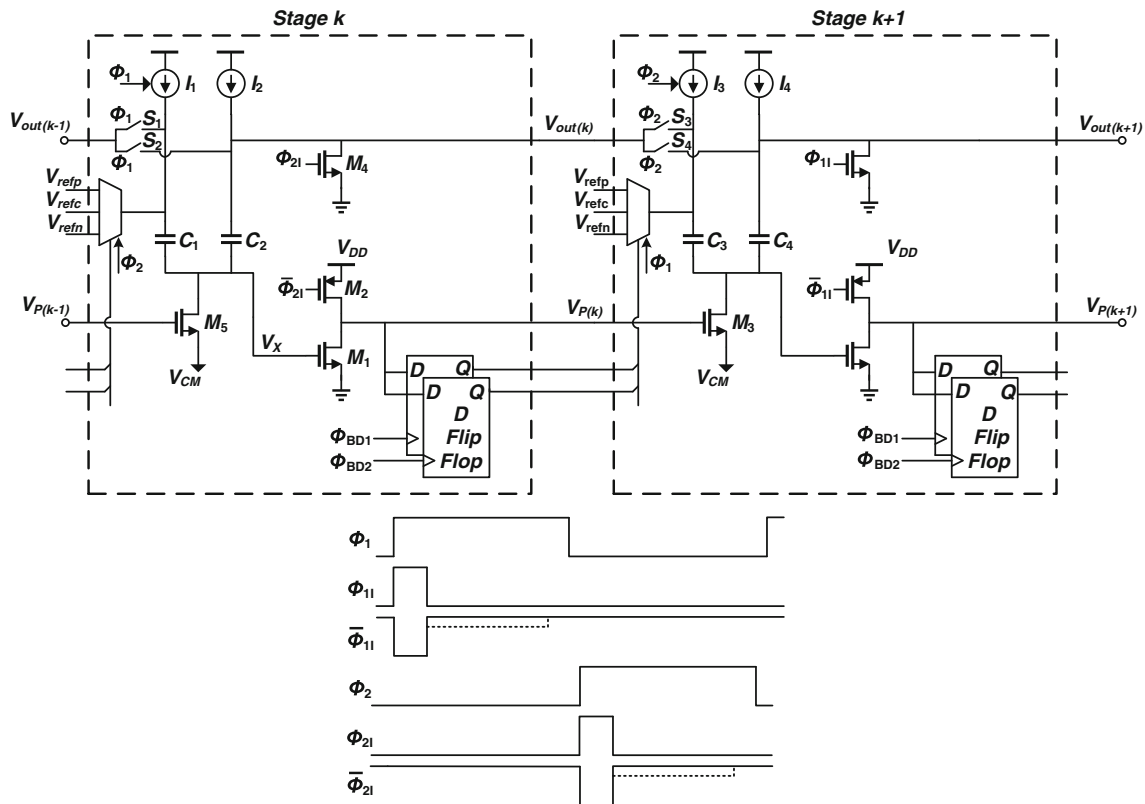 Stage k
Stage k+1
Φ1 I1 I2
Φ2 I3 I4
Φ1 S1
Vout(k-1)
S2
Φ1
Vout(k)
Φ2 S3
S4
Φ2
Vout(k+1)
Φ2I M4
Φ1I
Vrefp
Vrefc
Vrefn
Vrefp
Vrefc
Vrefn
C1 C2
C3 C4
Φ2
Φ1
VDD
VDD
Φ̅2I M2
Φ̅1I
VP(k-1)
M5
VP(k)
M3
VP(k+1)
VX
M1
VCM
VCM
D Q
D Q
D
Flip
Flop
ΦBD1
ΦBD2
D Q
D Q
D
Flip
Flop
ΦBD1
ΦBD2
Φ1
Φ1I
Φ̅1I
Φ2
Φ2I
Φ̅2I